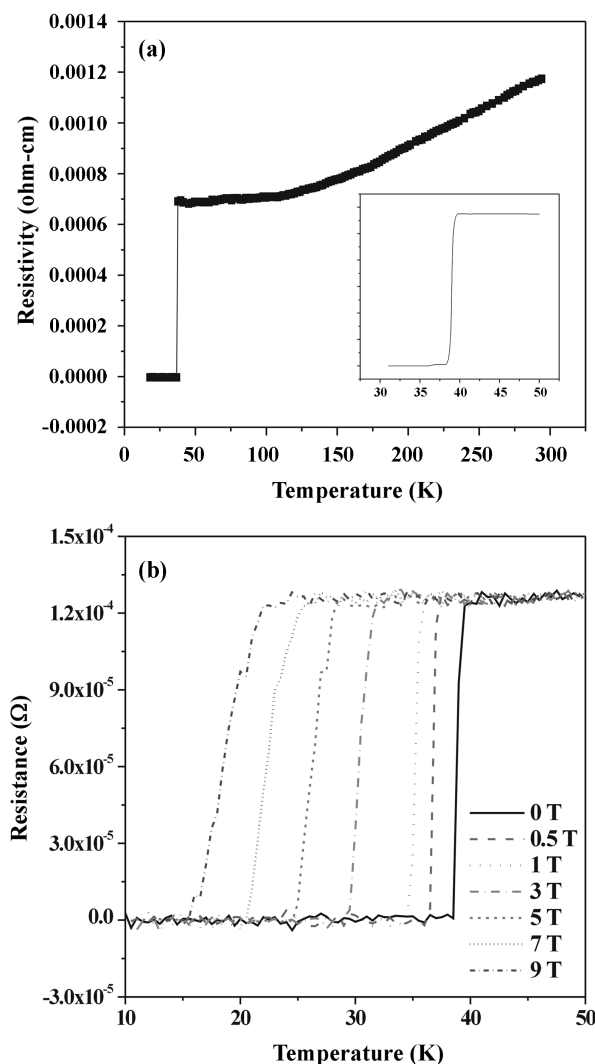 (a)
0.0014
0.0012
0.0010
0.0008
0.0006
0.0004
0.0002
0.0000
-0.0002
Resistivity (ohm-cm)
30 35 40 45 50
0 50 100 150 200 250 300
Temperature (K)
(b)
1.5x10⁻⁴
1.2x10⁻⁴
9.0x10⁻⁵
6.0x10⁻⁵
3.0x10⁻⁵
0.0
-3.0x10⁻⁵
Resistance (Ω)
0 T
0.5 T
1 T
3 T
5 T
7 T
9 T
10 20 30 40 50
Temperature (K)